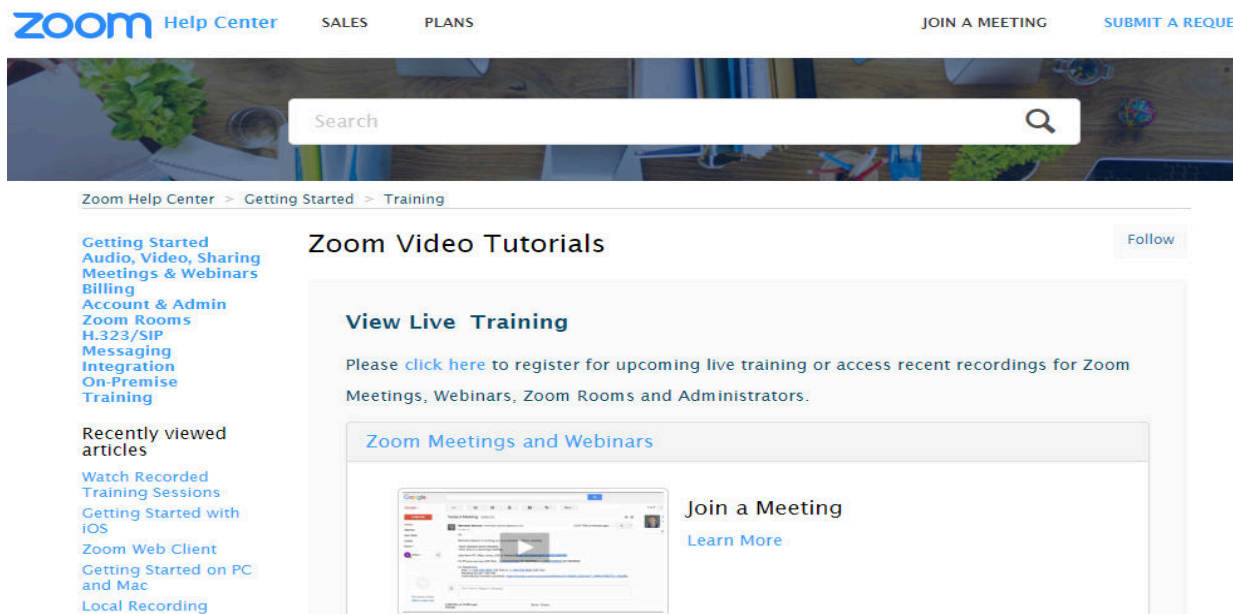 zoom Help Center SALES PLANS JOIN A MEETING SUBMIT A REQUE
Search
Zoom Help Center > Getting Started > Training
Getting Started
Audio, Video, Sharing
Meetings & Webinars
Billing
Account & Admin
Zoom Rooms
H.323/SIP
Messaging
Integration
On-Premise
Training
Recently viewed
articles
Watch Recorded
Training Sessions
Getting Started with
iOS
Zoom Web Client
Getting Started on PC
and Mac
Local Recording
Zoom Video Tutorials
Follow
View Live Training
Please click here to register for upcoming live training or access recent recordings for Zoom
Meetings, Webinars, Zoom Rooms and Administrators.
Zoom Meetings and Webinars
Google
Join a Meeting
Learn More